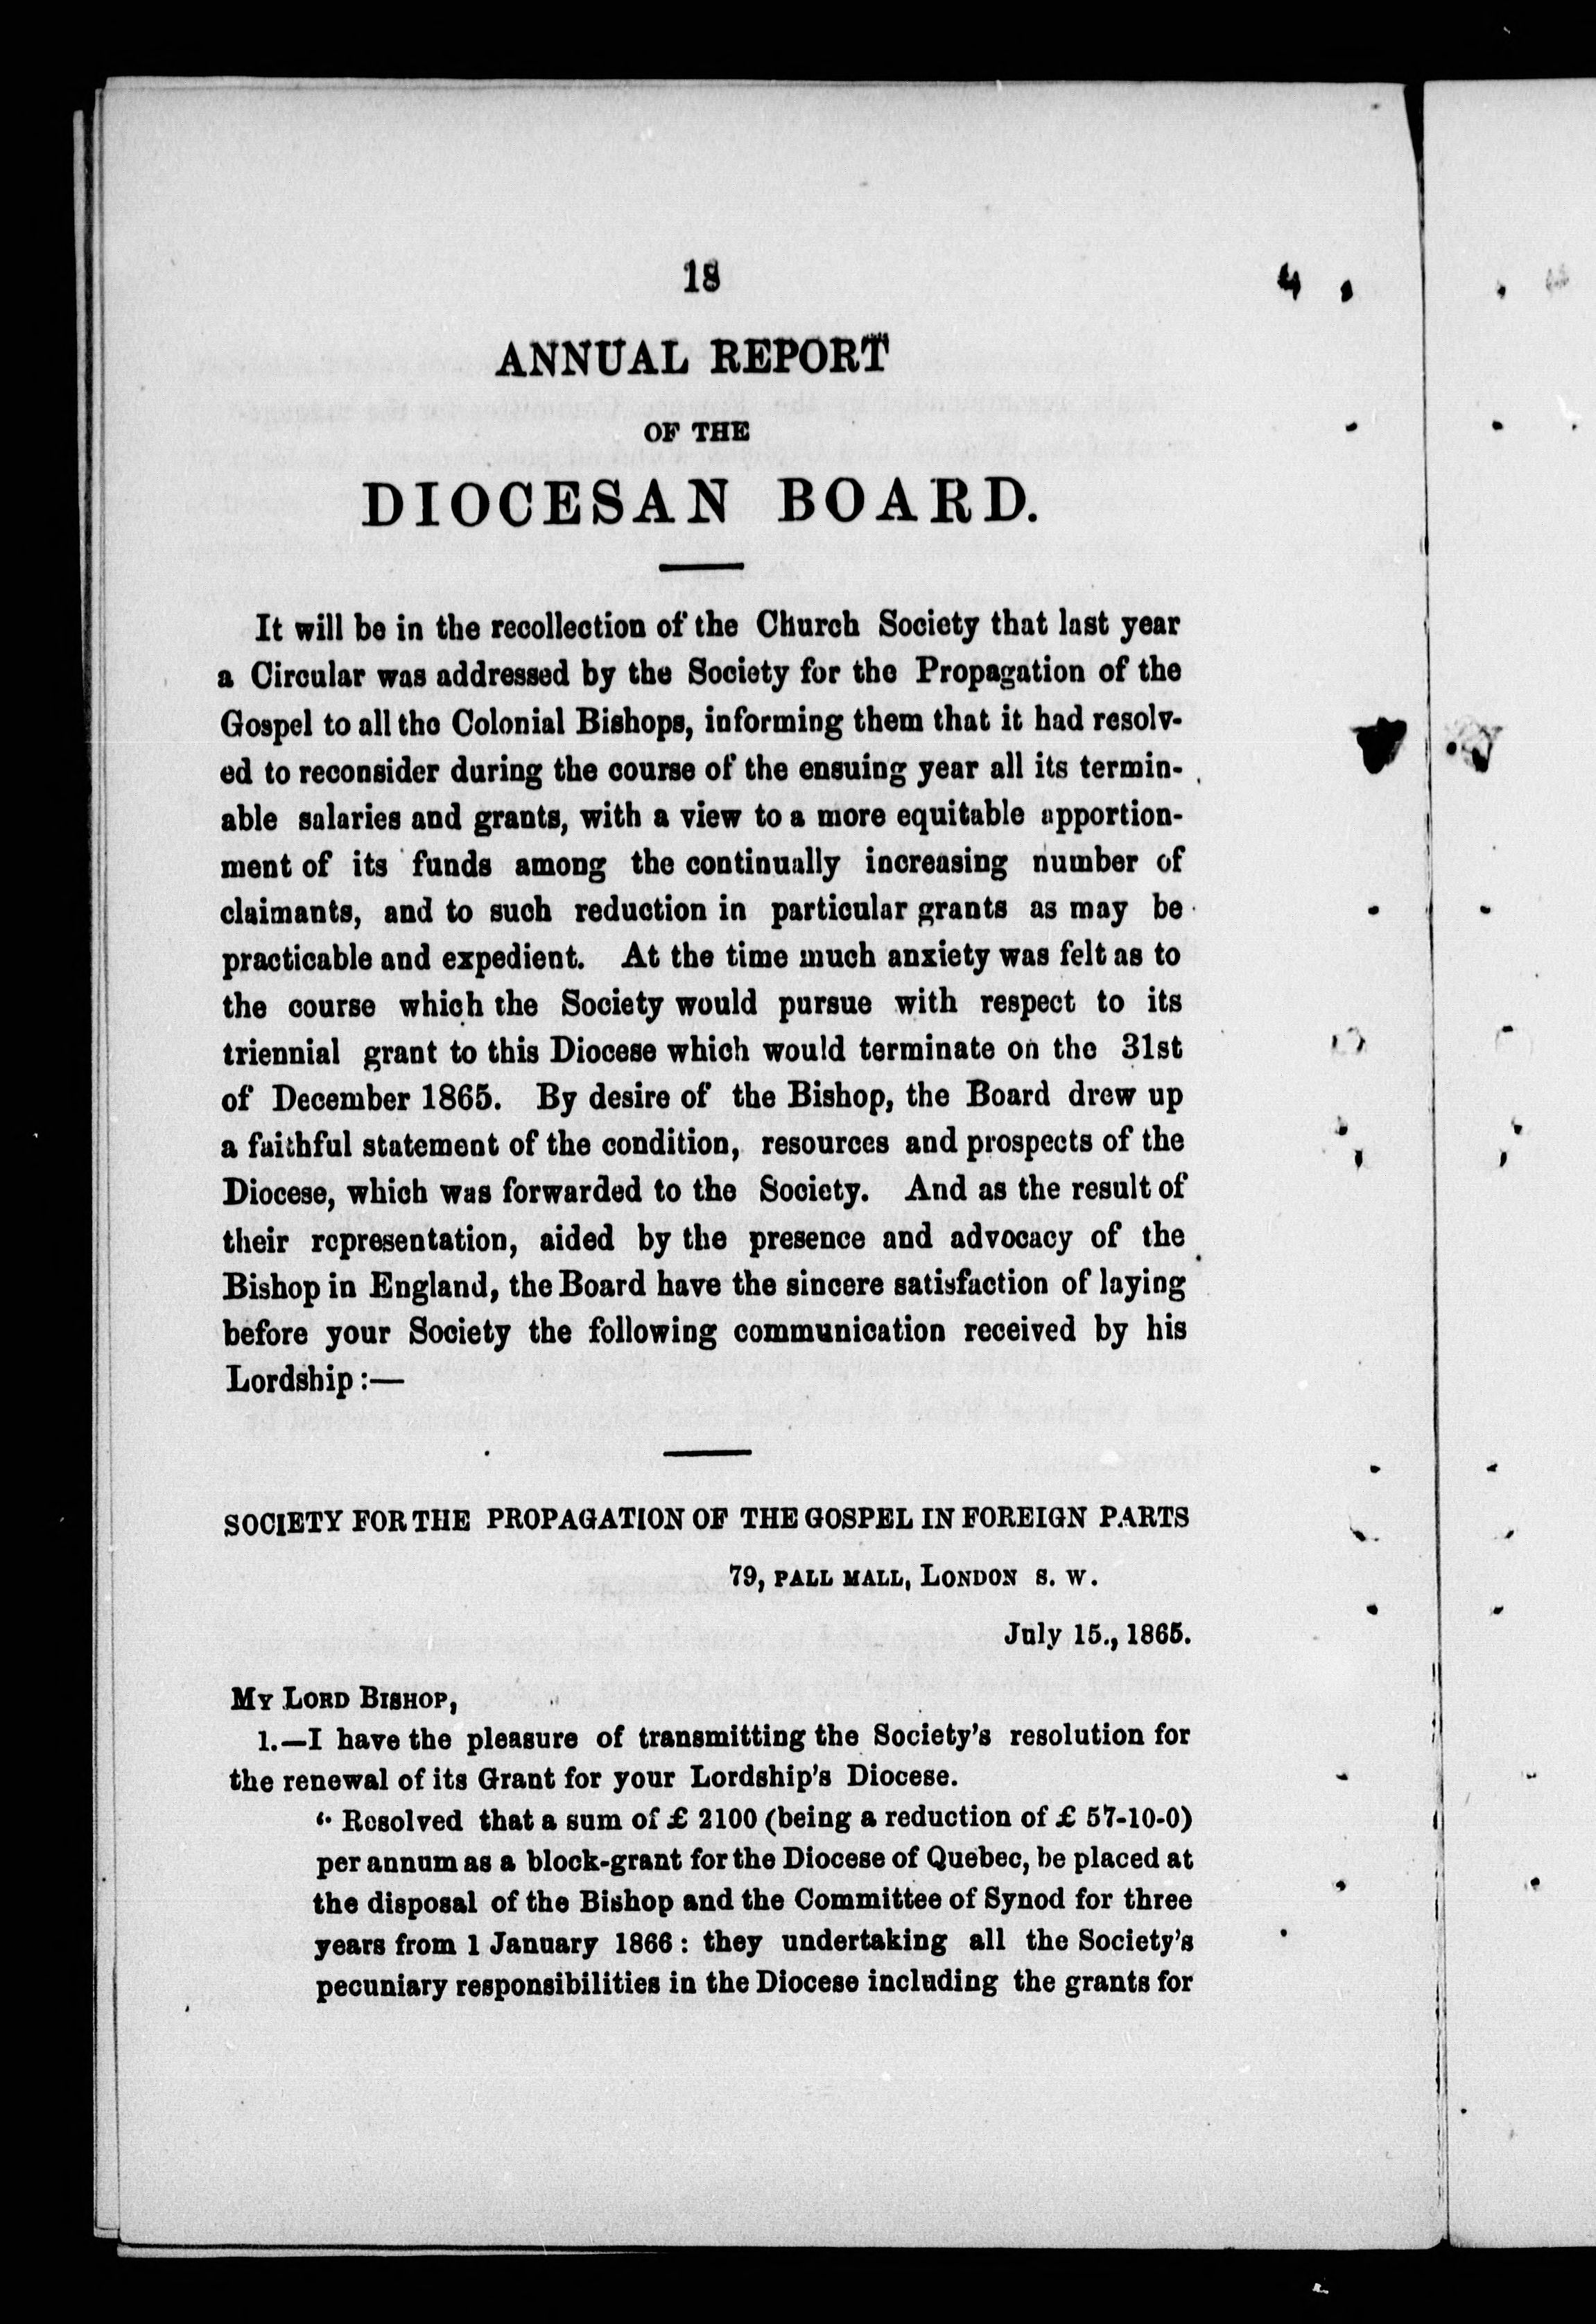 18
ANNUAL REPORT
OF THE
DIOCESAN BOARD.
It will be in the recollection of the Church Society that last year
a Circular was addressed by the Society for the Propagation of the
Gospel to all the Colonial Bishops, informing them that it had resolv-
ed to reconsider during the course of the ensuing year all its termin-
able salaries and grants, with a view to a more equitable apportion-
ment of its funds among the continually increasing number of
claimants, and to such reduction in particular grants as may be
practicable and expedient. At the time much anxiety was felt as to
the course which the Society would pursue with respect to its
triennial grant to this Diocese which would terminate on the 31st
of December 1865. By desire of the Bishop, the Board drew up
a faithful statement of the condition, resources and prospects of the
Diocese, which was forwarded to the Society. And as the result of
their representation, aided by the presence and advocacy of the
Bishop in England, the Board have the sincere satisfaction of laying
before your Society the following communication received by his
Lordship :—
SOCIETY FOR THE PROPAGATION OF THE GOSPEL IN FOREIGN PARTS
79, PALL MALL, LONDON S. W.
July 15., 1865.
MY LORD BISHOP,
1.—I have the pleasure of transmitting the Society's resolution for
the renewal of its Grant for your Lordship's Diocese.
“ Resolved that a sum of £ 2100 (being a reduction of £ 57-10-0)
per annum as a block-grant for the Diocese of Quebec, be placed at
the disposal of the Bishop and the Committee of Synod for three
years from 1 January 1866 : they undertaking all the Society's
pecuniary responsibilities in the Diocese including the grants for